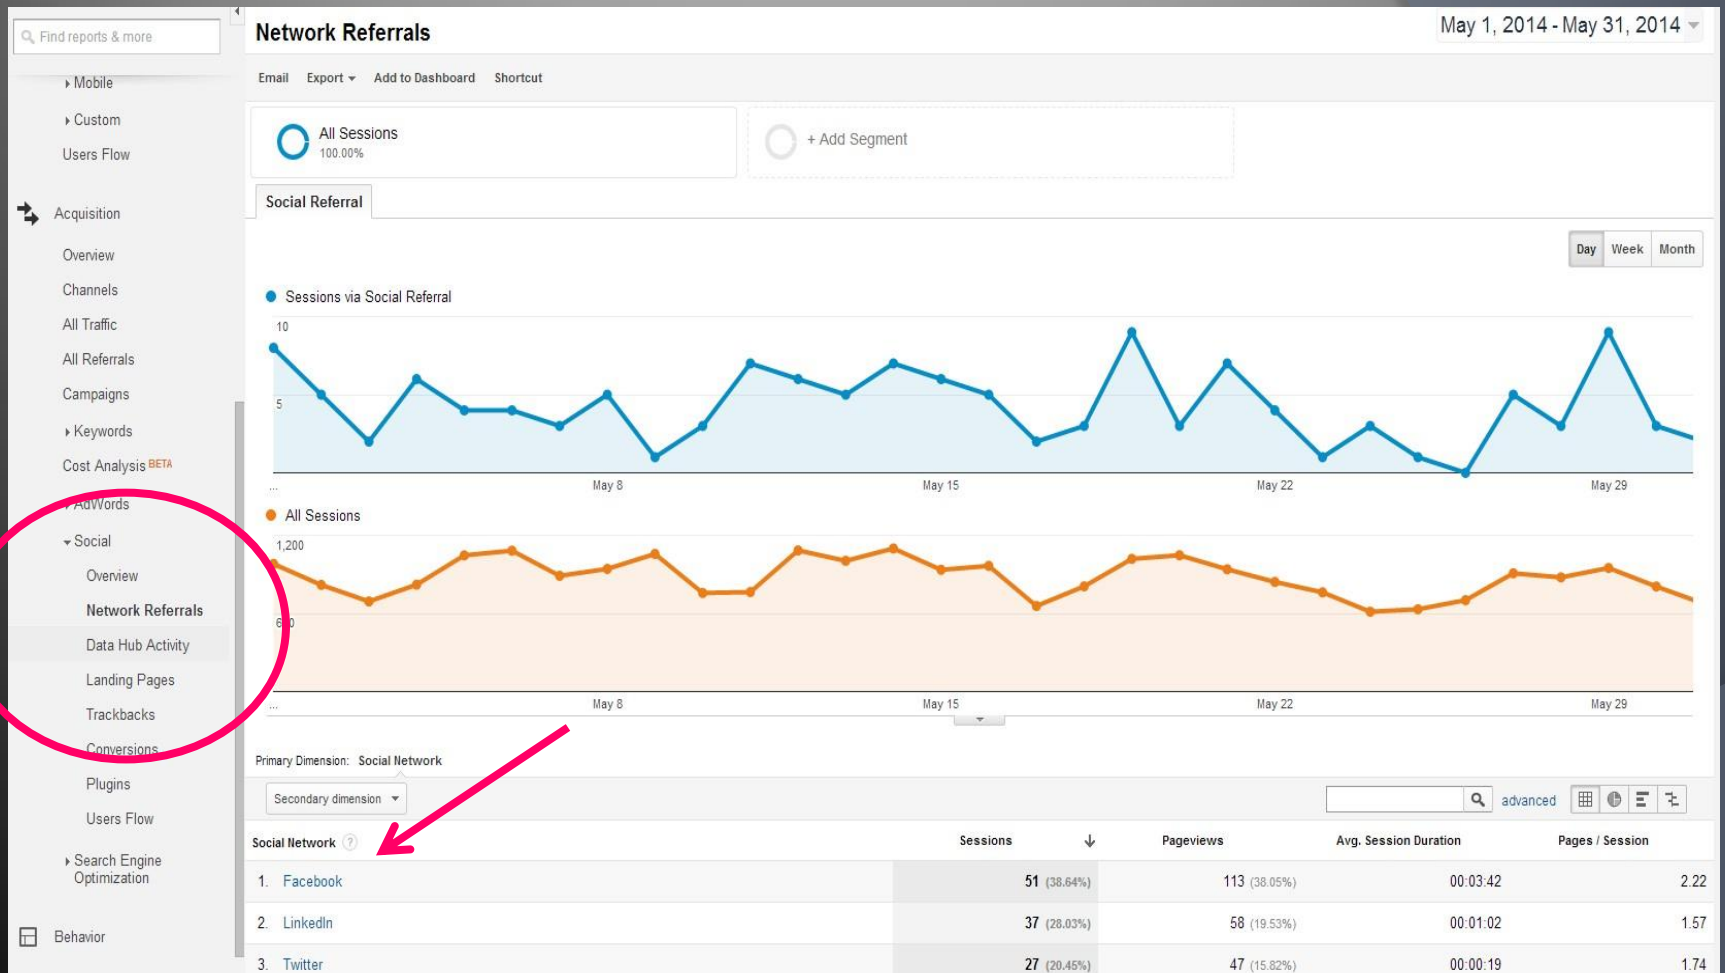 Find reports & more
Mobile
Custom
Users Flow
Acquisition
Overview
Channels
All Traffic
All Referrals
Campaigns
Keywords
Cost Analysis BETA
AdWords
Social
Overview
Network Referrals
Data Hub Activity
Landing Pages
Trackbacks
Conversions
Plugins
Users Flow
Search Engine
Optimization
Behavior
Network Referrals
May 1, 2014 - May 31, 2014
Email Export Add to Dashboard Shortcut
All Sessions
100.00%
+ Add Segment
Social Referral
Day Week Month
Sessions via Social Referral
10
5
... May 8 May 15 May 22 May 29
All Sessions
1,200
600
... May 8 May 15 May 22 May 29
Primary Dimension: Social Network
Secondary dimension
advanced
Social Network ? Sessions Pageviews Avg. Session Duration Pages / Session
1. Facebook 51 (38.64%) 113 (38.05%) 00:03:42 2.22
2. LinkedIn 37 (28.03%) 58 (19.53%) 00:01:02 1.57
3. Twitter 27 (20.45%) 47 (15.82%) 00:00:19 1.74